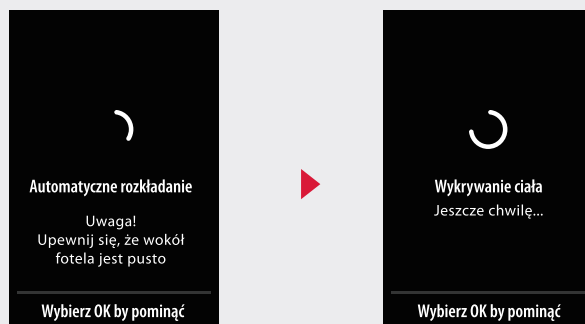 Automatyczne rozkładanie
Uwaga!
Upewnij się, że wokół
fotela jest pusto
Wybierz OK by pominąć
Wykrywanie ciała
Jeszcze chwilę...
Wybierz OK by pominąć